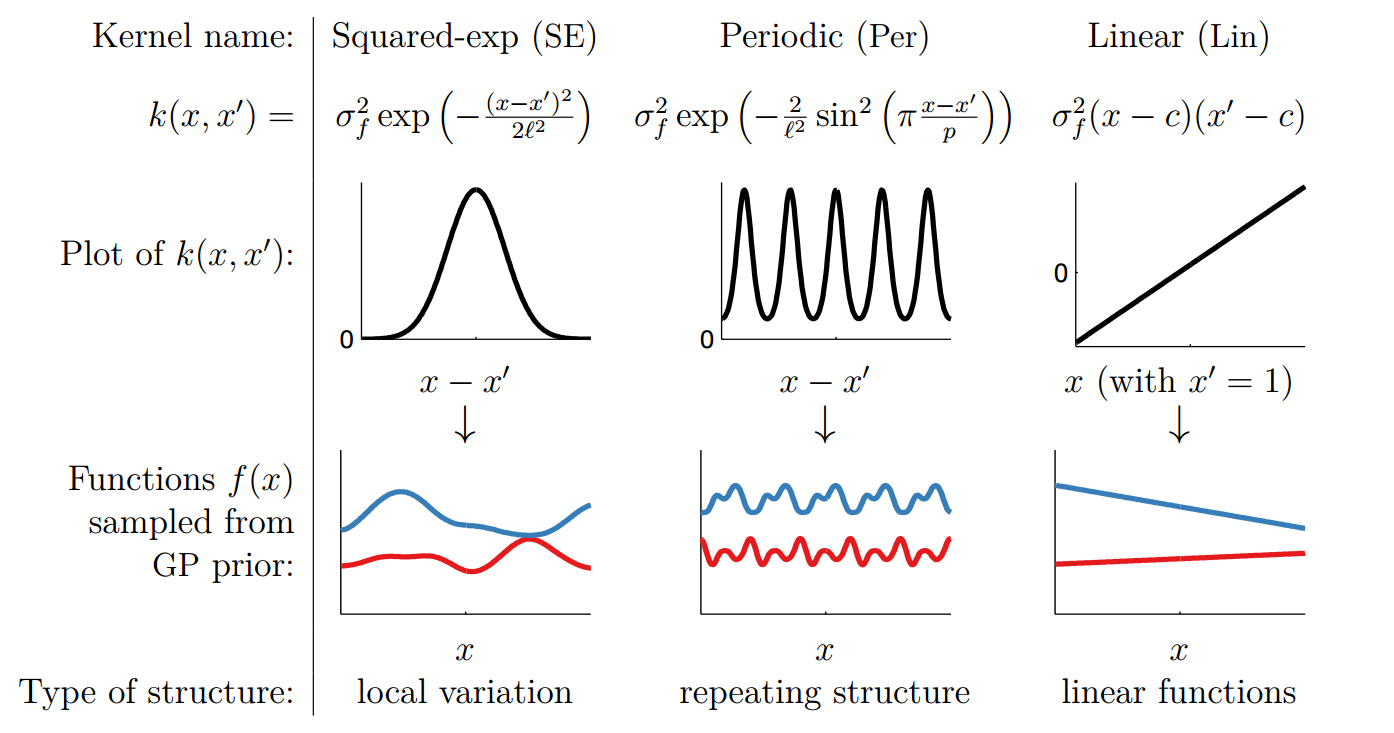 Kernel name: Squared-exp (SE) Periodic (Per) Linear (Lin)
k(x, x′) = σ_f^2 exp(−(x−x′)^2/2ℓ^2) σ_f^2 exp(−2/ℓ^2 sin^2(π x−x′/p)) σ_f^2(x − c)(x′ − c)
Plot of k(x, x′):
0 0 0
x − x′ x − x′ x (with x′ = 1)
↓ ↓ ↓
Functions f(x)
sampled from
GP prior:
x x x
Type of structure: local variation repeating structure linear functions